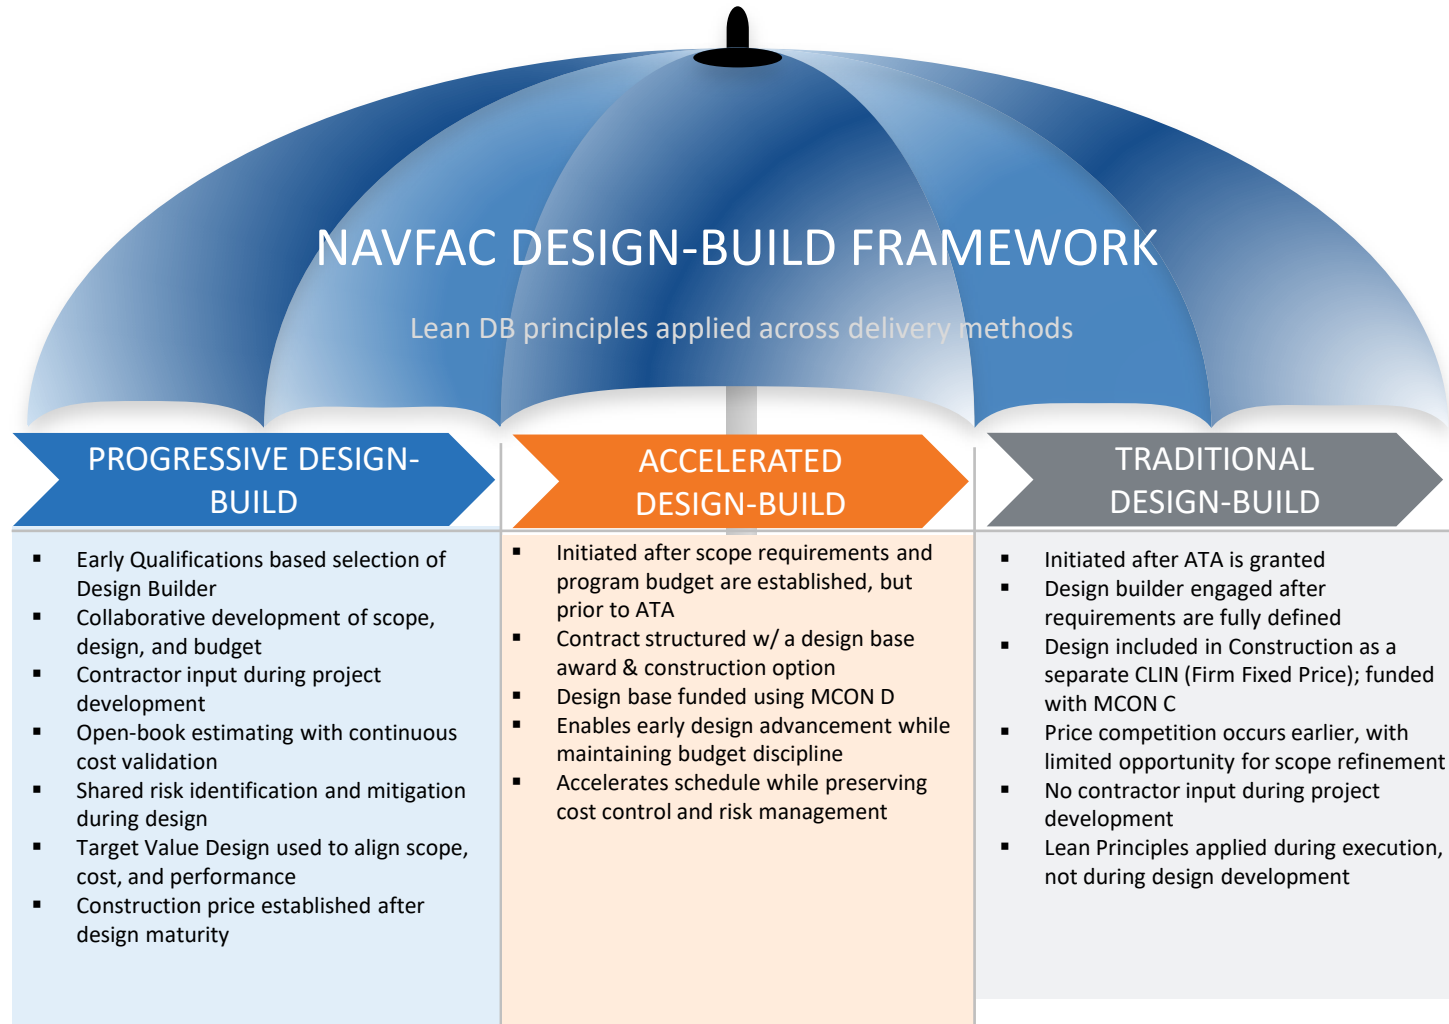 NAVFAC DESIGN-BUILD FRAMEWORK
Lean DB principles applied across delivery methods
PROGRESSIVE DESIGN-
BUILD
▪ Early Qualifications based selection of
Design Builder
▪ Collaborative development of scope,
design, and budget
▪ Contractor input during project
development
▪ Open-book estimating with continuous
cost validation
▪ Shared risk identification and mitigation
during design
▪ Target Value Design used to align scope,
cost, and performance
▪ Construction price established after
design maturity
ACCELERATED
DESIGN-BUILD
▪ Initiated after scope requirements and
program budget are established, but
prior to ATA
▪ Contract structured w/ a design base
award & construction option
▪ Design base funded using MCON D
▪ Enables early design advancement while
maintaining budget discipline
▪ Accelerates schedule while preserving
cost control and risk management
TRADITIONAL
DESIGN-BUILD
▪ Initiated after ATA is granted
▪ Design builder engaged after
requirements are fully defined
▪ Design included in Construction as a
separate CLIN (Firm Fixed Price); funded
with MCON C
▪ Price competition occurs earlier, with
limited opportunity for scope refinement
▪ No contractor input during project
development
▪ Lean Principles applied during execution,
not during design development